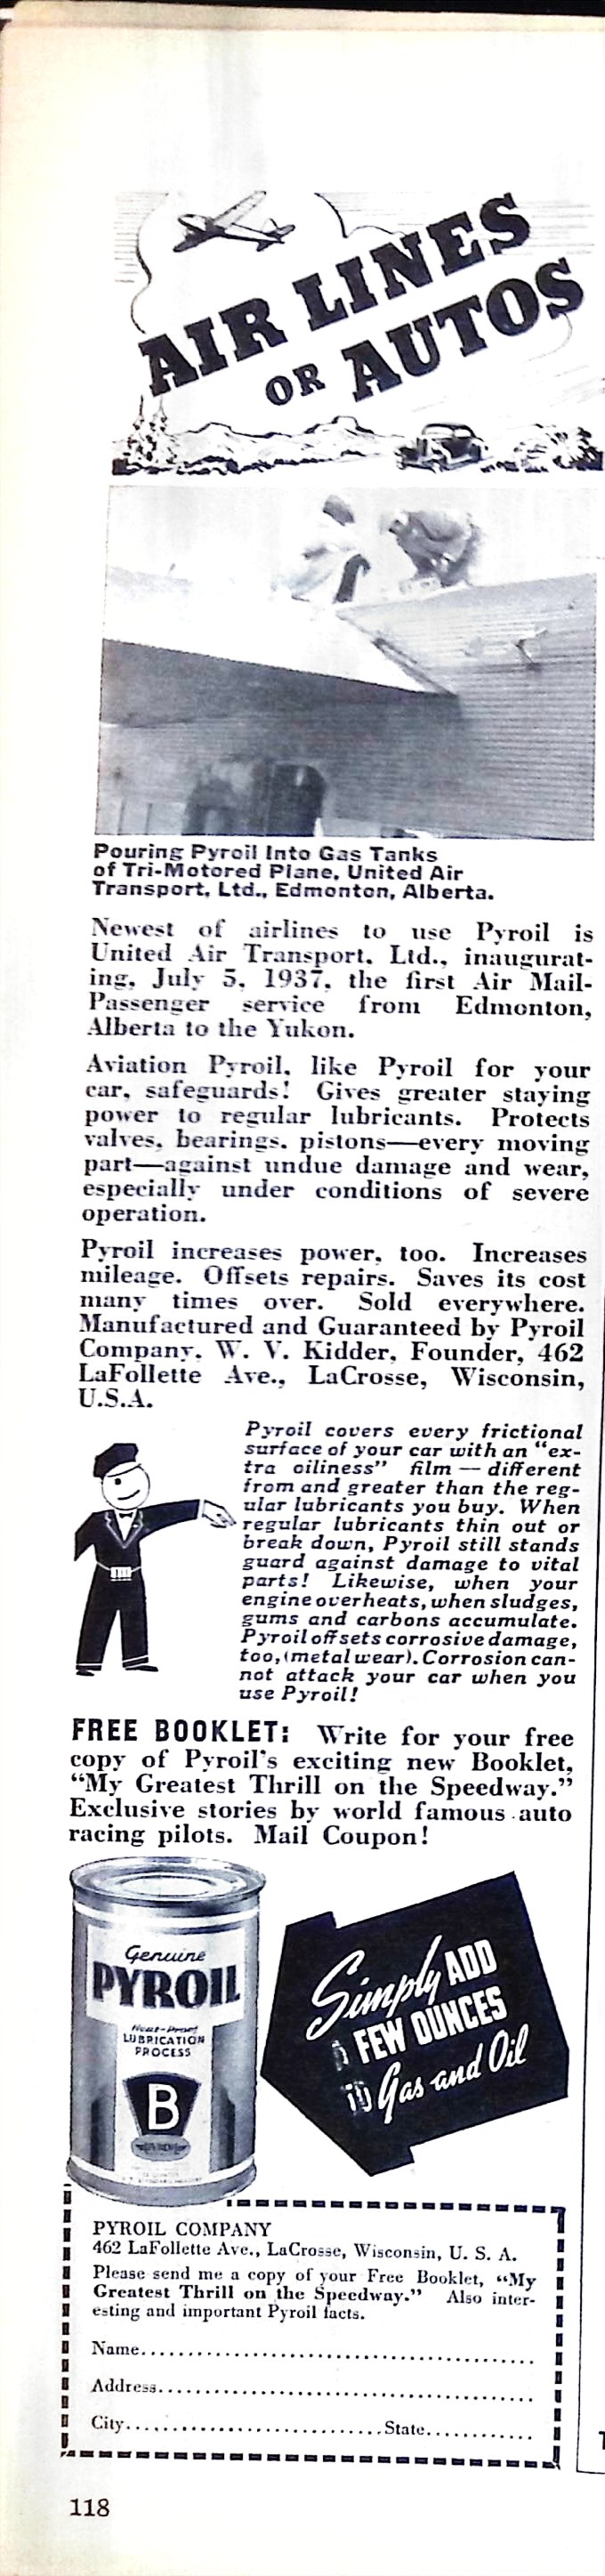 AIR LINES
OR AUTOS
Pouring Pyroil Into Gas Tanks
of Tri-Motored Plane, United Air
Transport, Ltd., Edmonton, Alberta.
Newest of airlines to use Pyroil is
United Air Transport, Ltd., inaugurat-
ing, July 5, 1937, the first Air Mail-
Passenger service from Edmonton,
Alberta to the Yukon.
Aviation Pyroil, like Pyroil for your
car, safeguards! Gives greater staying
power to regular lubricants. Protects
valves, bearings, pistons—every moving
part—against undue damage and wear,
especially under conditions of severe
operation.
Pyroil increases power, too. Increases
mileage. Offsets repairs. Saves its cost
many times over. Sold everywhere.
Manufactured and Guaranteed by Pyroil
Company, W. V. Kidder, Founder, 462
LaFollette Ave., LaCrosse, Wisconsin,
U.S.A.
Pyroil covers every frictional
surface of your car with an "ex-
tra oiliness" film — different
from and greater than the reg-
ular lubricants you buy. When
regular lubricants thin out or
break down, Pyroil still stands
guard against damage to vital
parts! Likewise, when your
engine overheats, when sludges,
gums and carbons accumulate.
Pyroil offsets corrosive damage,
too, (metal wear). Corrosion can-
not attack your car when you
use Pyroil!
FREE BOOKLET: Write for your free
copy of Pyroil's exciting new Booklet,
"My Greatest Thrill on the Speedway."
Exclusive stories by world famous auto
racing pilots. Mail Coupon!
Genuine
PYROIL
Heat-Proof
LUBRICATION
PROCESS
B
Simply ADD
A FEW OUNCES
TO Gas and Oil
PYROIL COMPANY
462 LaFollette Ave., LaCrosse, Wisconsin, U. S. A.
Please send me a copy of your Free Booklet, "My
Greatest Thrill on the Speedway." Also inter-
esting and important Pyroil facts.
Name
Address
City State
118